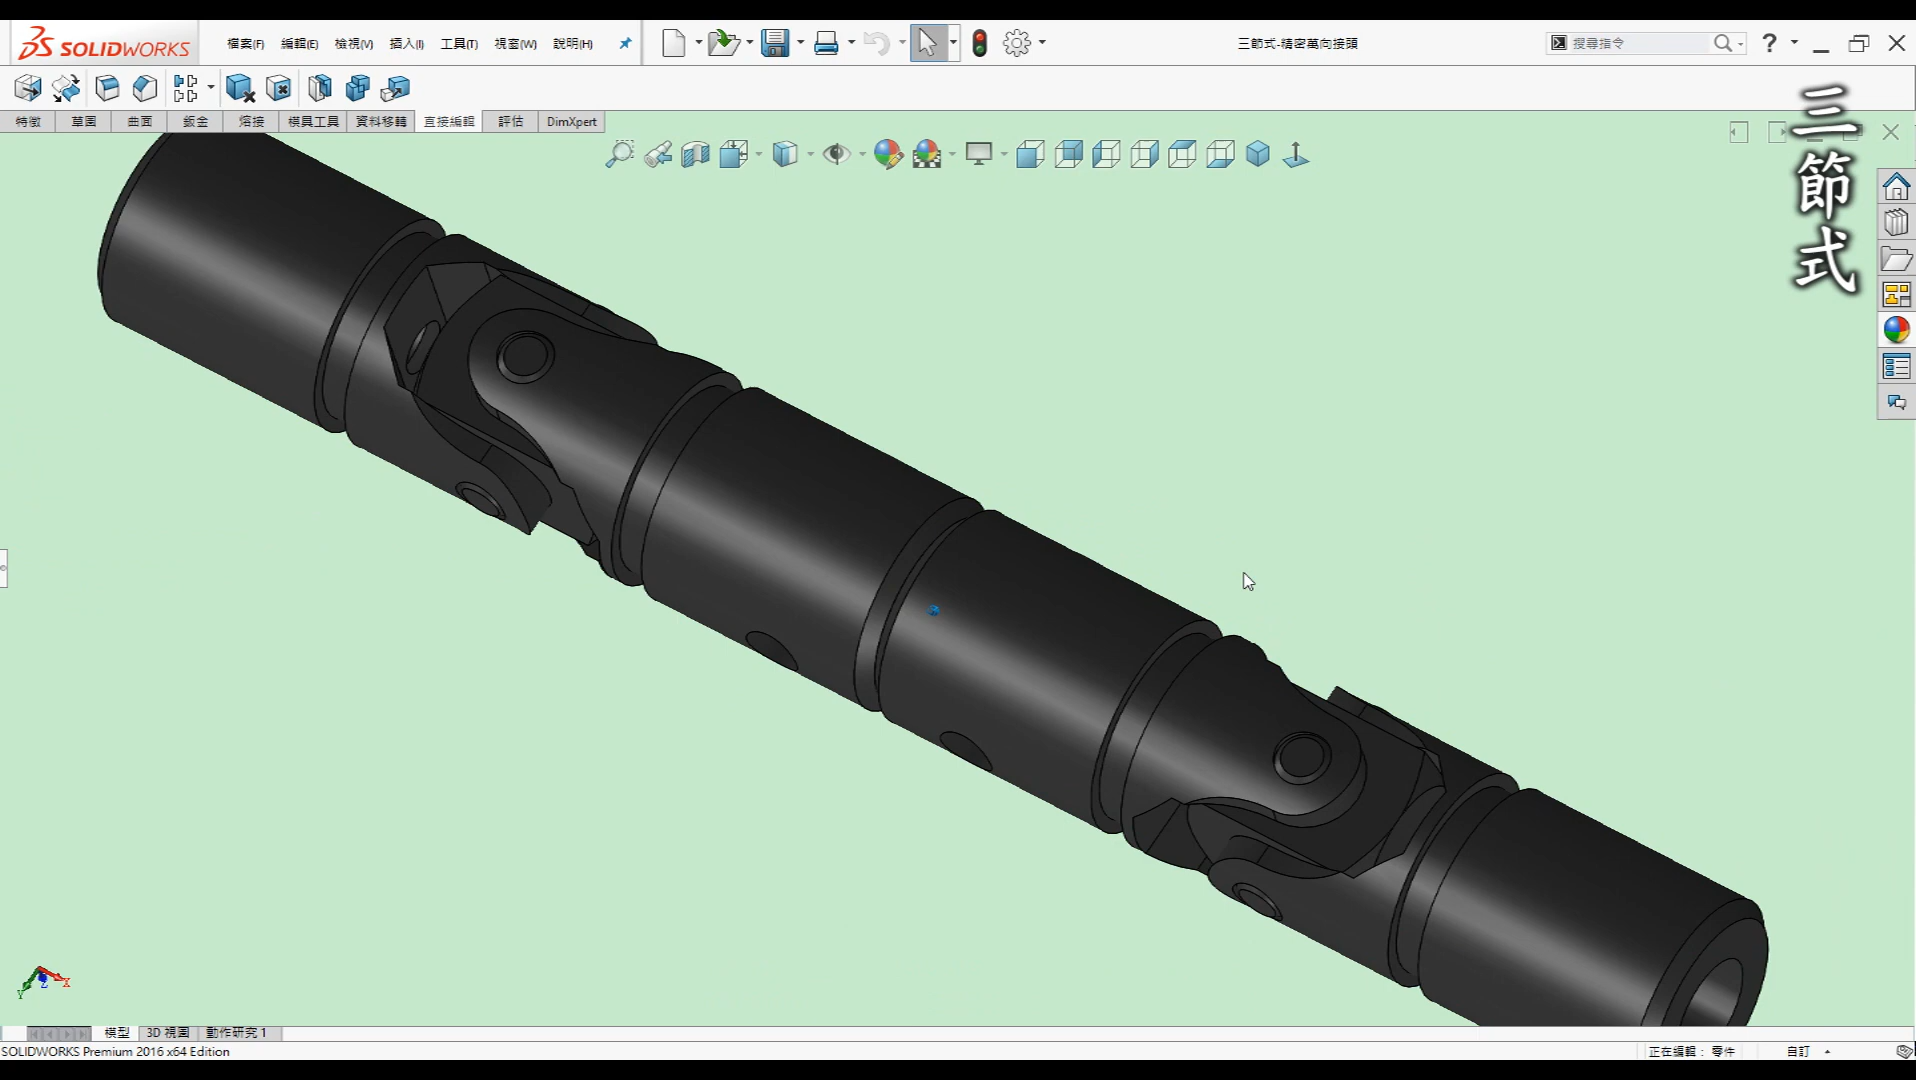 SOLIDWORKS
檔案(F) 編輯(E) 檢視(V) 插入(I) 工具(T) 視窗(W) 說明(H)
三節式-精密萬向接頭
搜尋指令
?
特徵 草圖 曲面 鈑金 熔接 模具工具 資料移轉 直接編輯 評估 DimXpert
三節式
X
Y
Z
模型 3D 視圖 動作研究 1
SOLIDWORKS Premium 2016 x64 Edition
正在編輯: 零件
自訂